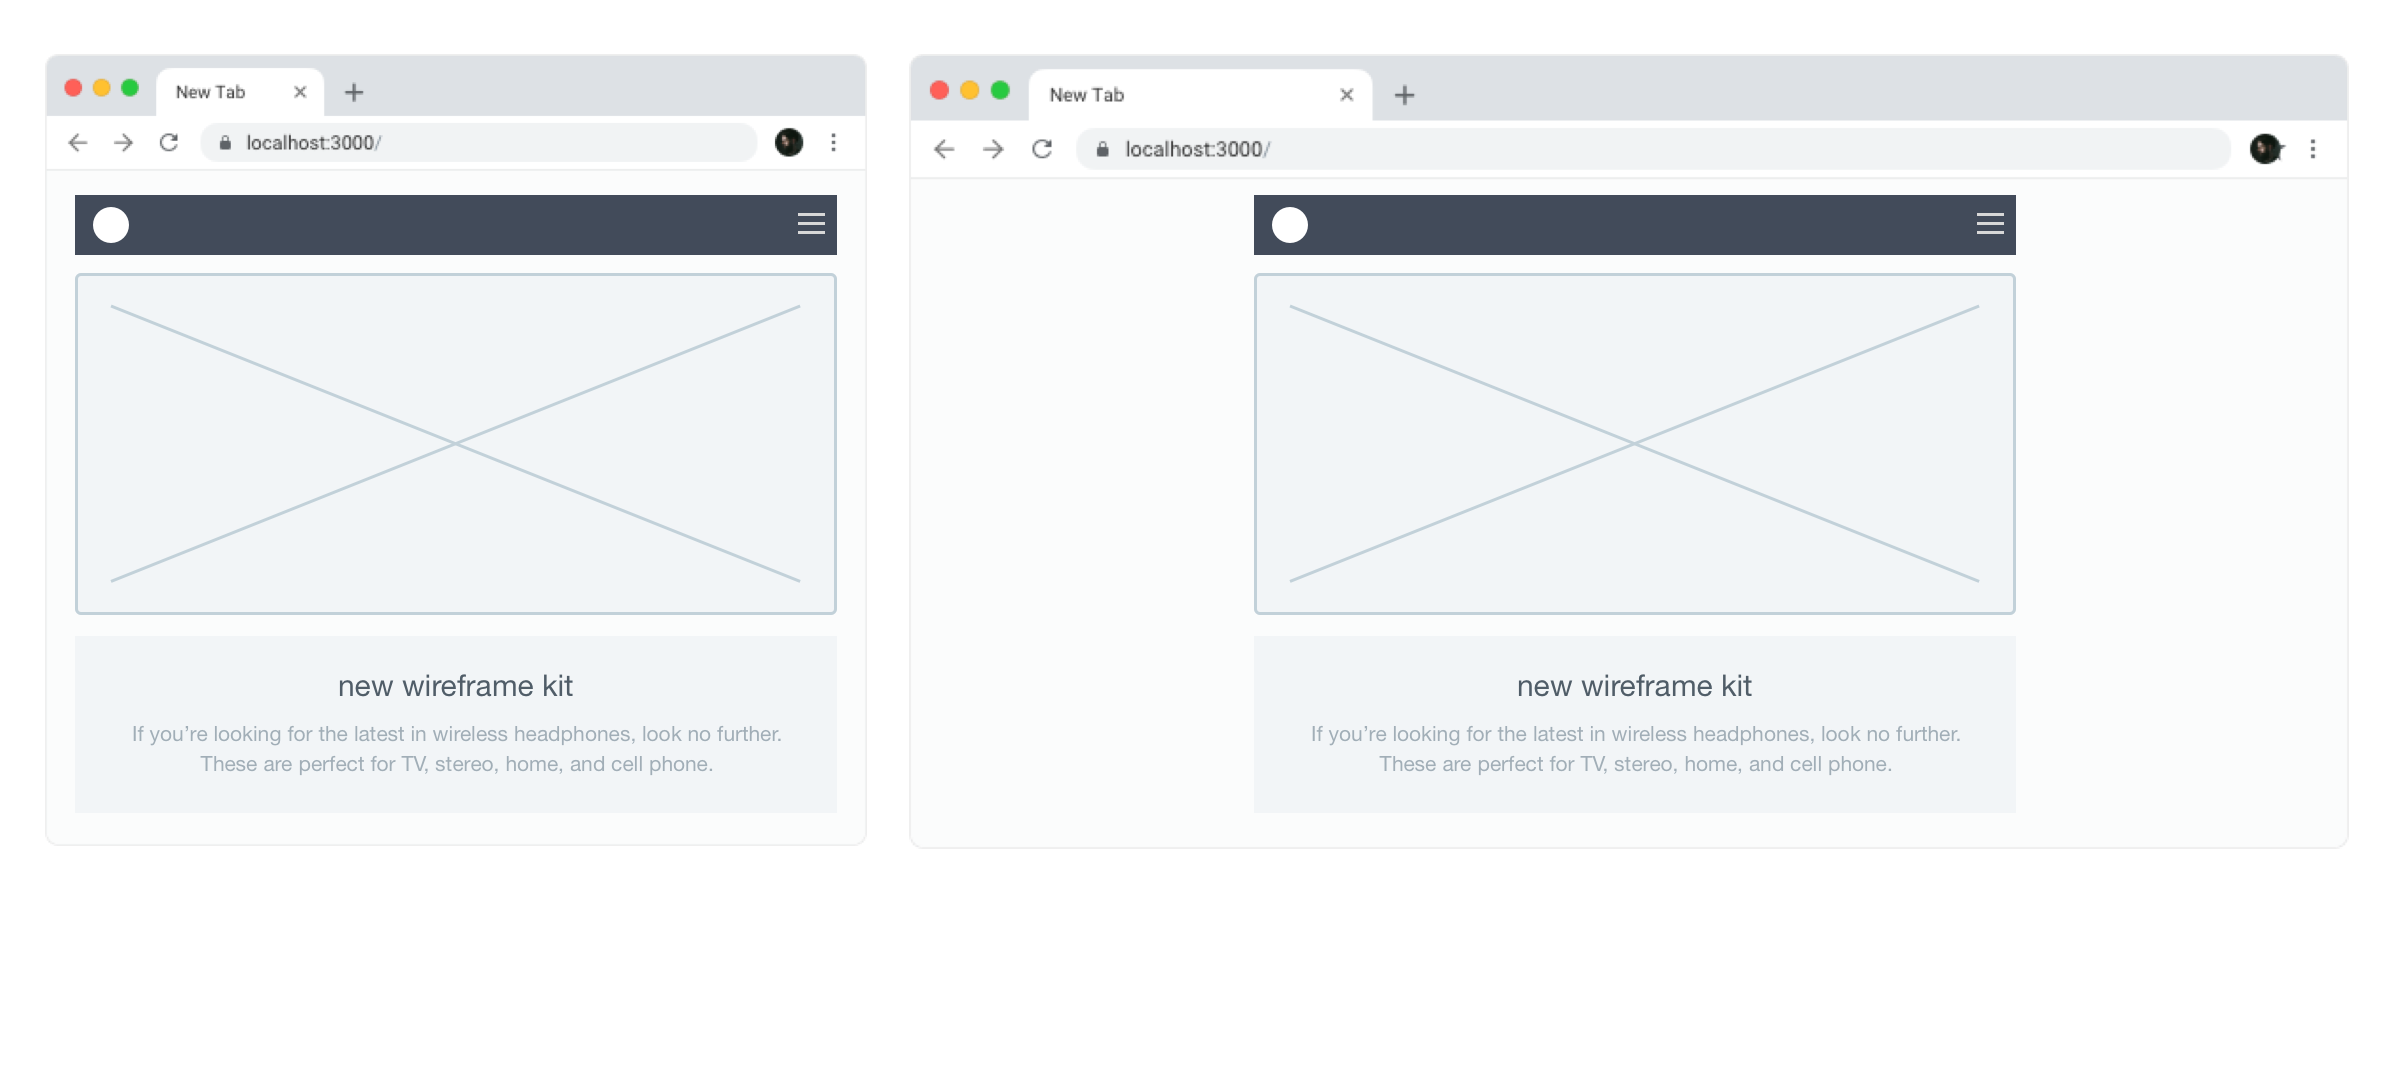 New Tab
localhost:3000/
new wireframe kit
If you’re looking for the latest in wireless headphones, look no further.
These are perfect for TV, stereo, home, and cell phone.
New Tab
localhost:3000/
new wireframe kit
If you’re looking for the latest in wireless headphones, look no further.
These are perfect for TV, stereo, home, and cell phone.